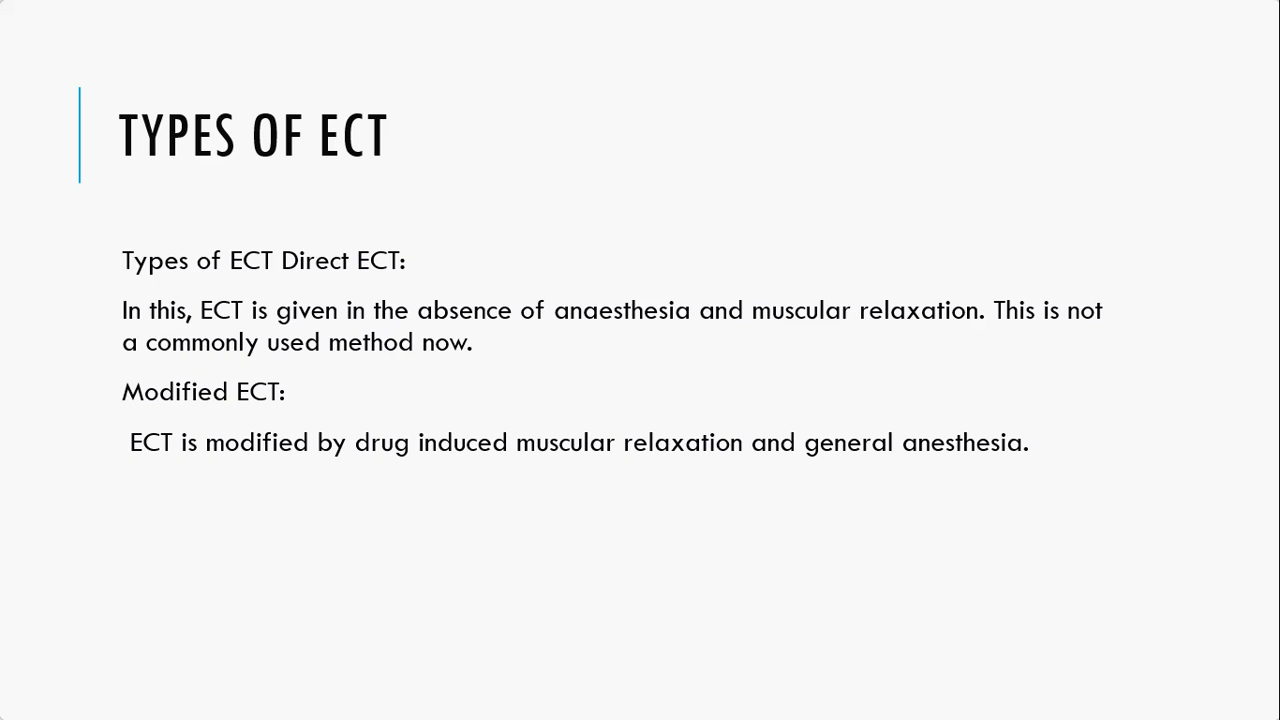 TYPES OF ECT
Types of ECT Direct ECT:
In this, ECT is given in the absence of anaesthesia and muscular relaxation. This is not
a commonly used method now.
Modified ECT:
ECT is modified by drug induced muscular relaxation and general anesthesia.